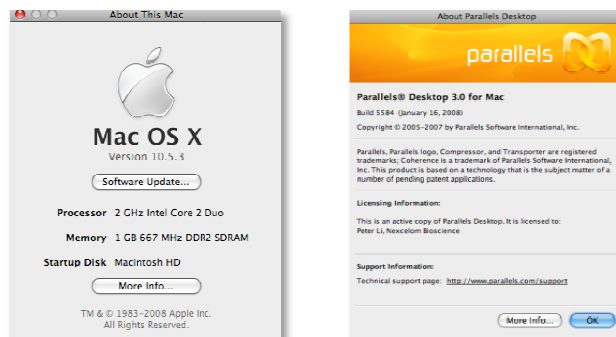 About This Mac
Mac OS X
Version 10.5.3
Software Update...
Processor 2 GHz Intel Core 2 Duo
Memory 1 GB 667 MHz DDR2 SDRAM
Startup Disk Macintosh HD
More Info...
TM & © 1983-2008 Apple Inc.
All Rights Reserved.
About Parallels Desktop
parallels
Parallels® Desktop 3.0 for Mac
Build 5584 (January 16, 2008)
Copyright © 2005-2007 by Parallels Software International, Inc.
Parallels, Parallels logo, Compressor, and Transporter are registered
trademarks; Coherence is a trademark of Parallels Software International,
Inc. This product is based on a technology that is the subject matter of a
number of pending patent applications.
Licensing Information:
This is an active copy of Parallels Desktop. It is licensed to:
Peter Li, Nexcelom Bioscience
Support Information:
Technical support page: http://www.parallels.com/support
More Info...
OK